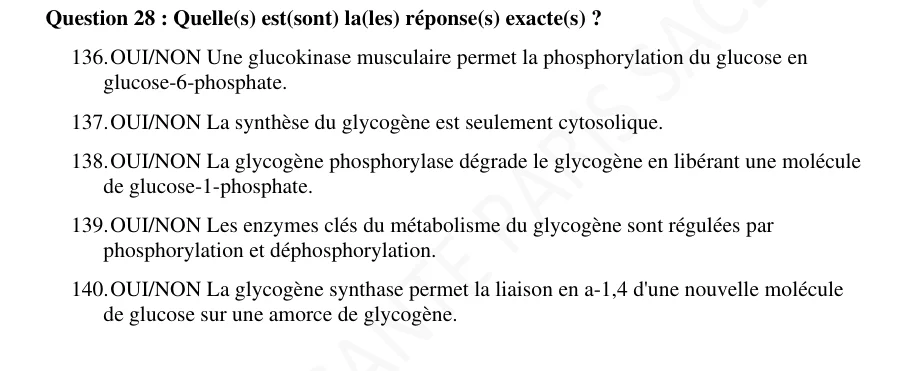 Question 28 : Quelle(s) est(sont) la(les) réponse(s) exacte(s) ?
136.OUI/NON Une glucokinase musculaire permet la phosphorylation du glucose en
glucose-6-phosphate.
137.OUI/NON La synthèse du glycogène est seulement cytosolique.
138.OUI/NON La glycogène phosphorylase dégrade le glycogène en libérant une molécule
de glucose-1-phosphate.
139.OUI/NON Les enzymes clés du métabolisme du glycogène sont régulées par
phosphorylation et déphosphorylation.
140.OUI/NON La glycogène synthase permet la liaison en a-1,4 d'une nouvelle molécule
de glucose sur une amorce de glycogène.
PARIS